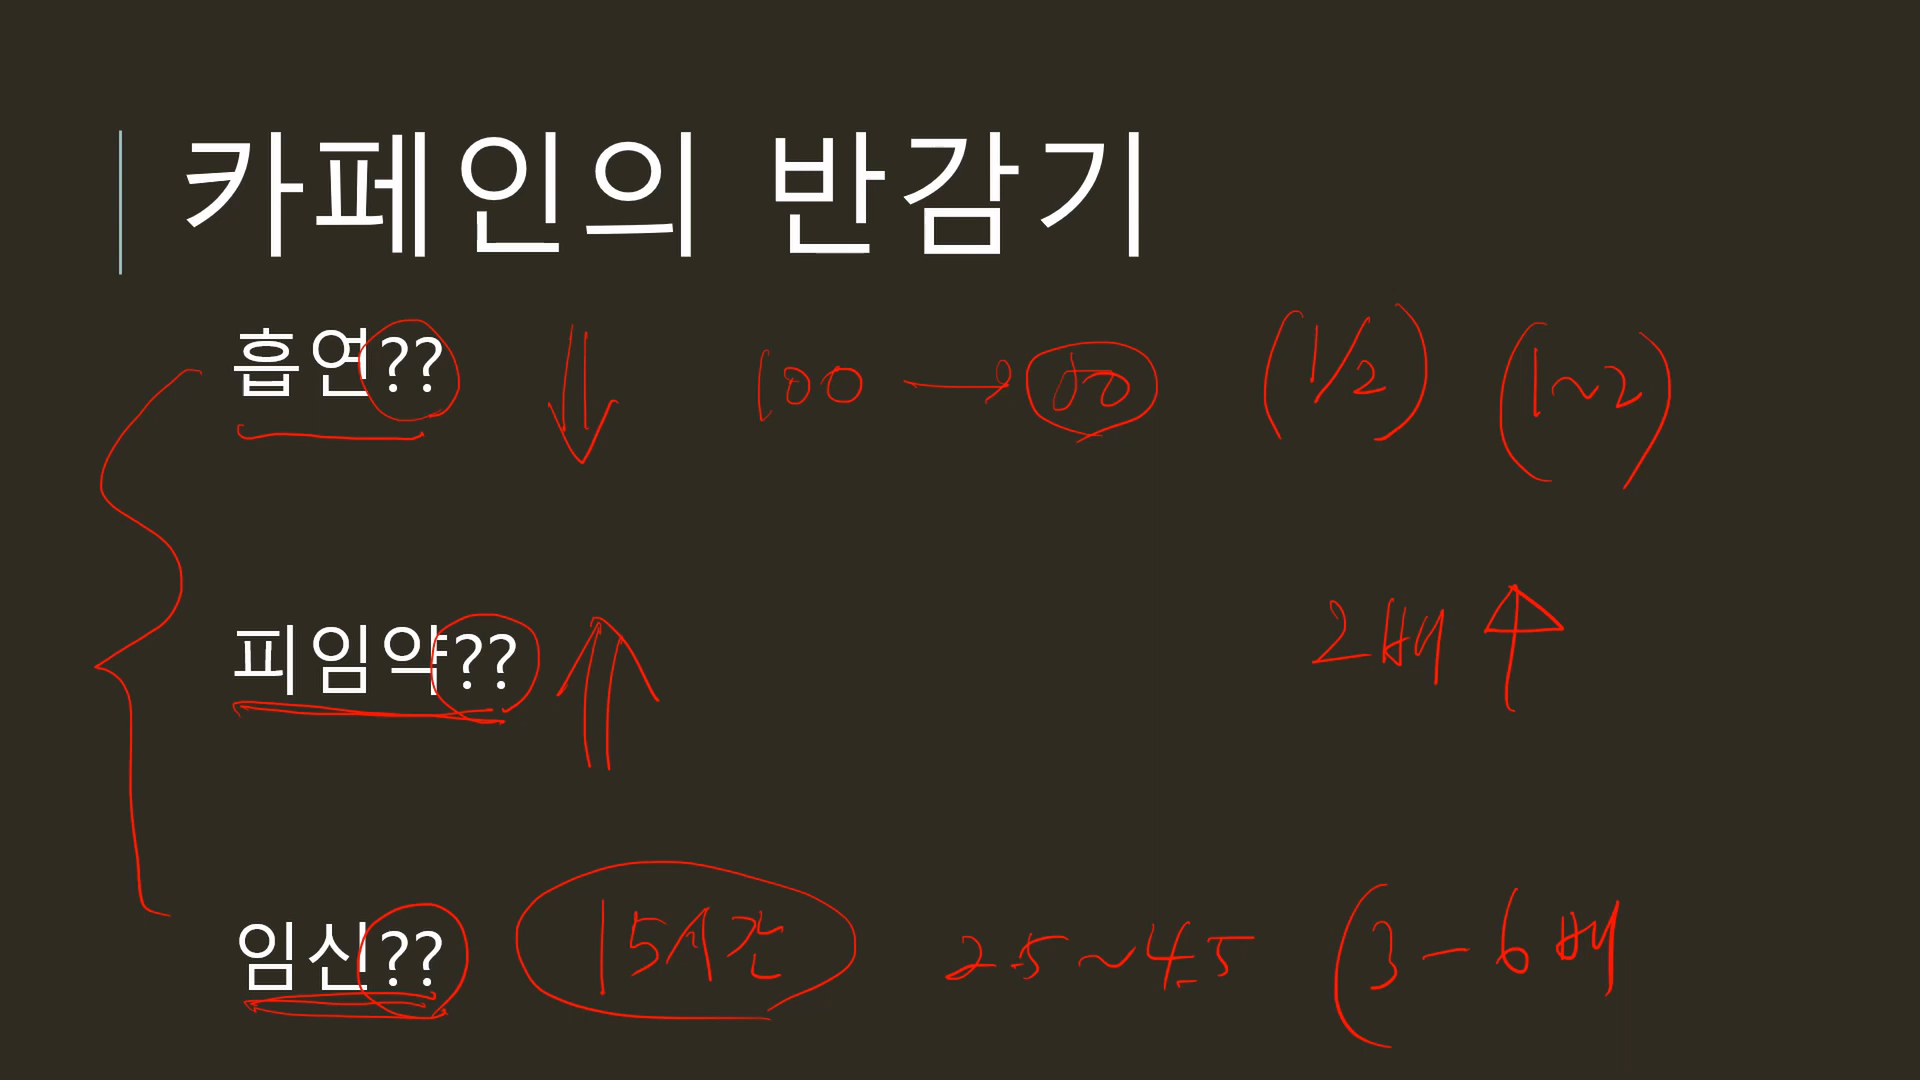 카페인의 반감기
흡연?? 100 → 50 (1/2) (1~2)
피임약?? 2배 ↑
임신?? 15시간 2.5~4.5 (3-6배